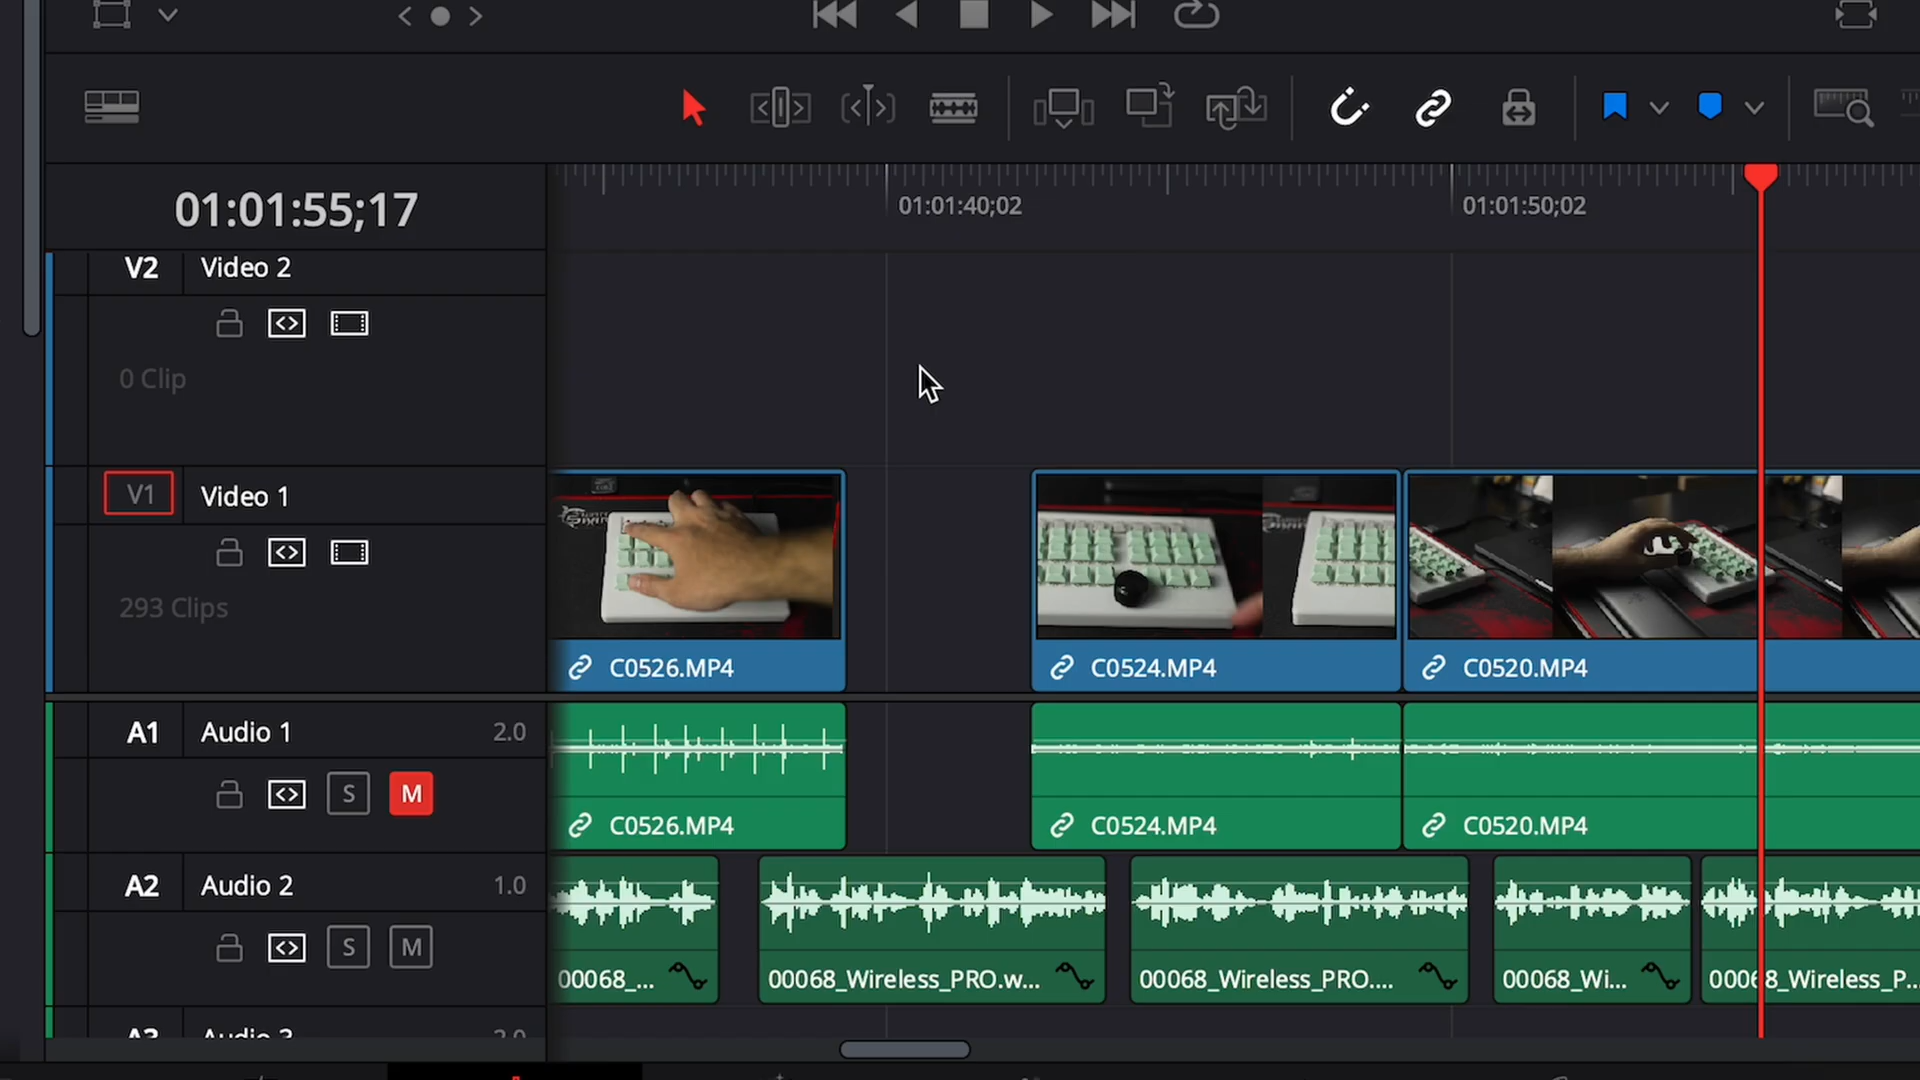 01:01:55;17
01:01:40;02
01:01:50;02
V2 Video 2
0 Clip
V1 Video 1
293 Clips
C0526.MP4
C0524.MP4
C0520.MP4
A1 Audio 1 2.0
S M
C0526.MP4
C0524.MP4
C0520.MP4
A2 Audio 2 1.0
S M
00068_...
00068_Wireless_PRO.w...
00068_Wireless_PRO....
00068_Wi...
00068_Wireless_P...
A3 Audio 3 2.0